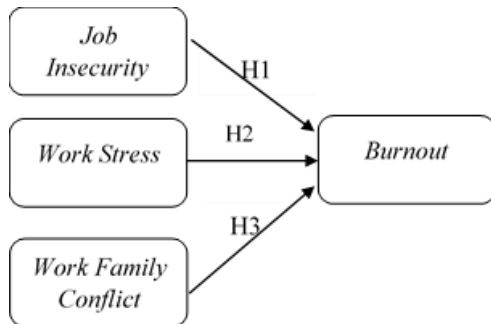 Job
Insecurity
H1
Work Stress
H2
Burnout
H3
Work Family
Conflict